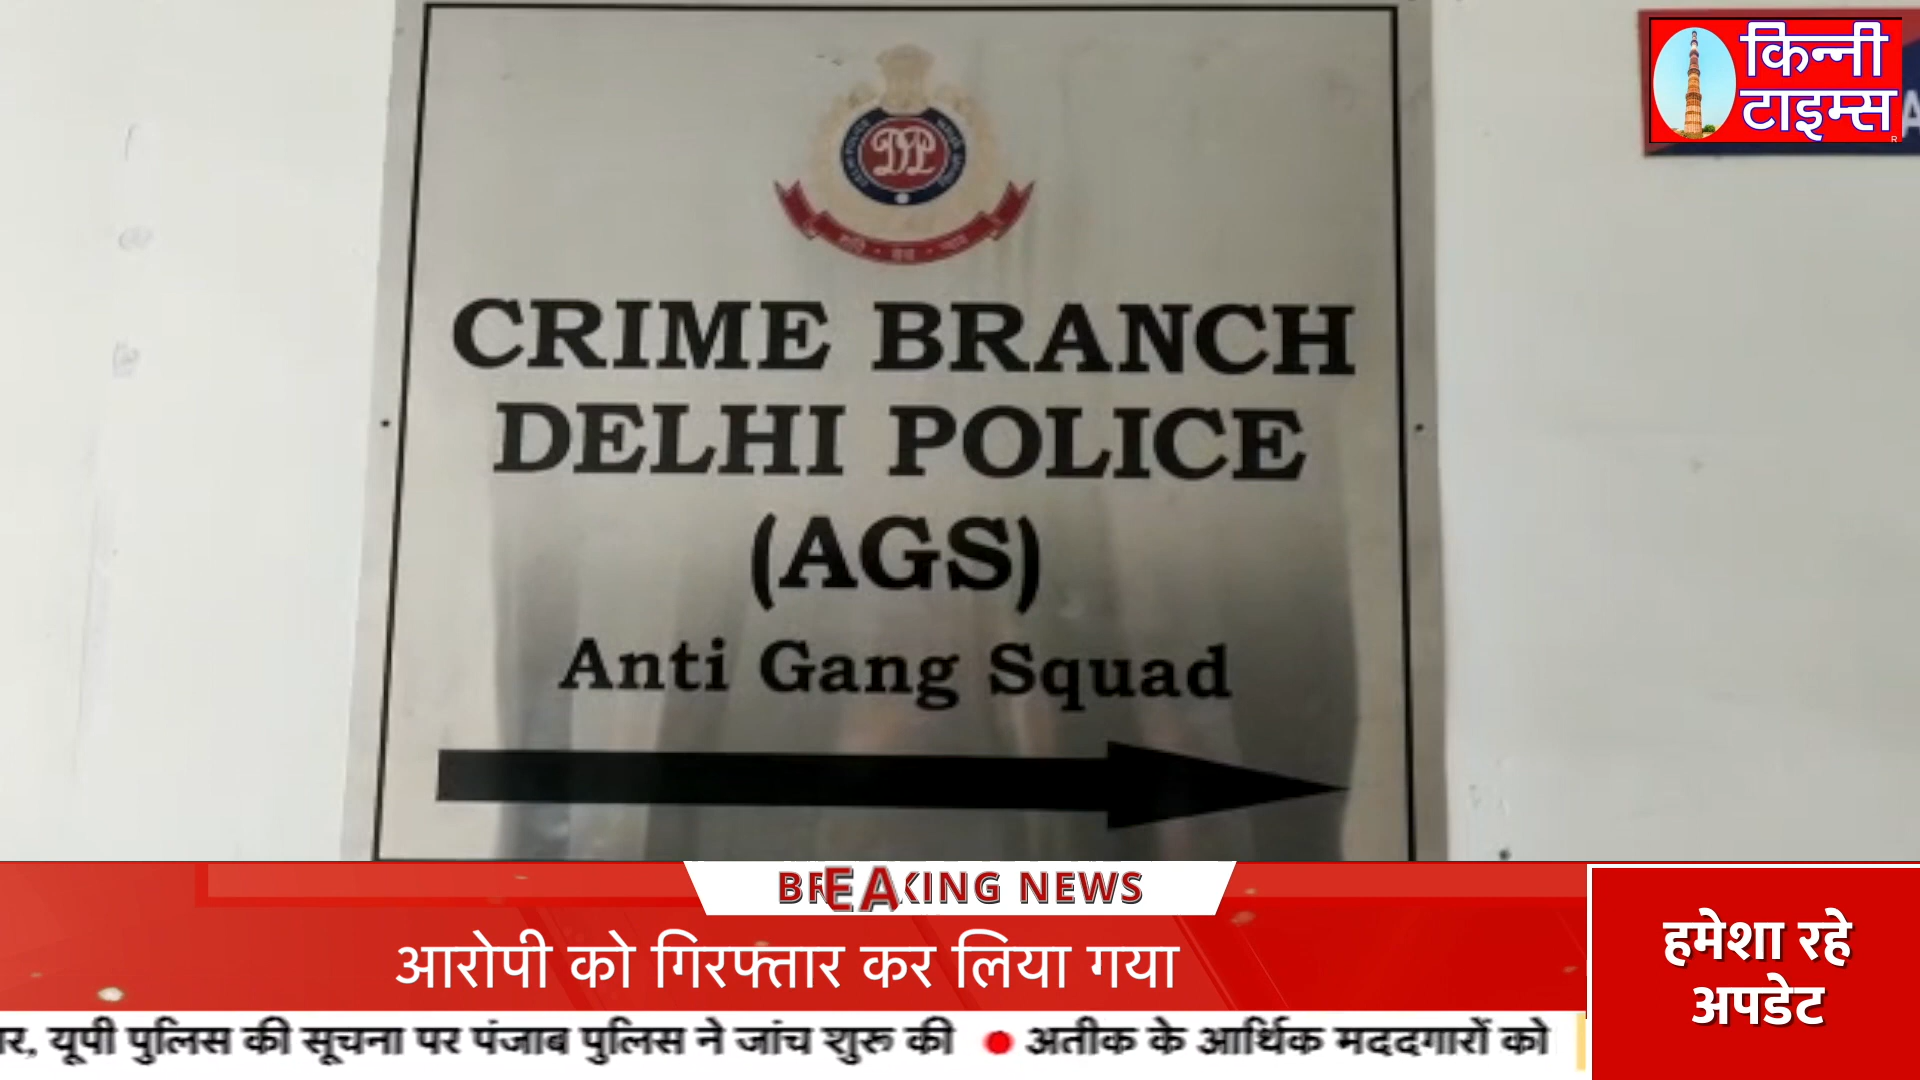 किन्नी
टाइम्स
CRIME BRANCH
DELHI POLICE
(AGS)
Anti Gang Squad
BREAKING NEWS
आरोपी को गिरफ्तार कर लिया गया
हमेशा रहे
अपडेट
यूपी पुलिस की सूचना पर पंजाब पुलिस ने जांच शुरू की
अतीक के आर्थिक मददगारों को